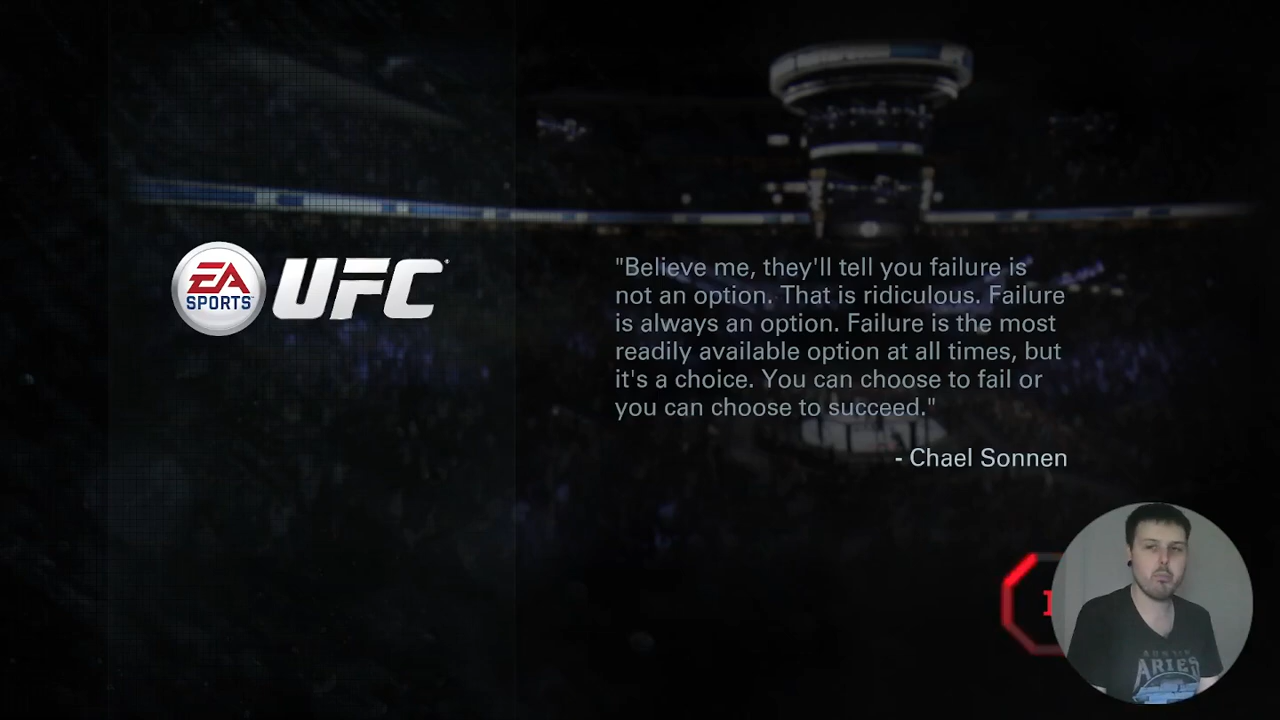 EA
SPORTS
UFC
"Believe me, they'll tell you failure is
not an option. That is ridiculous. Failure
is always an option. Failure is the most
readily available option at all times, but
it's a choice. You can choose to fail or
you can choose to succeed."
- Chael Sonnen
ARIES